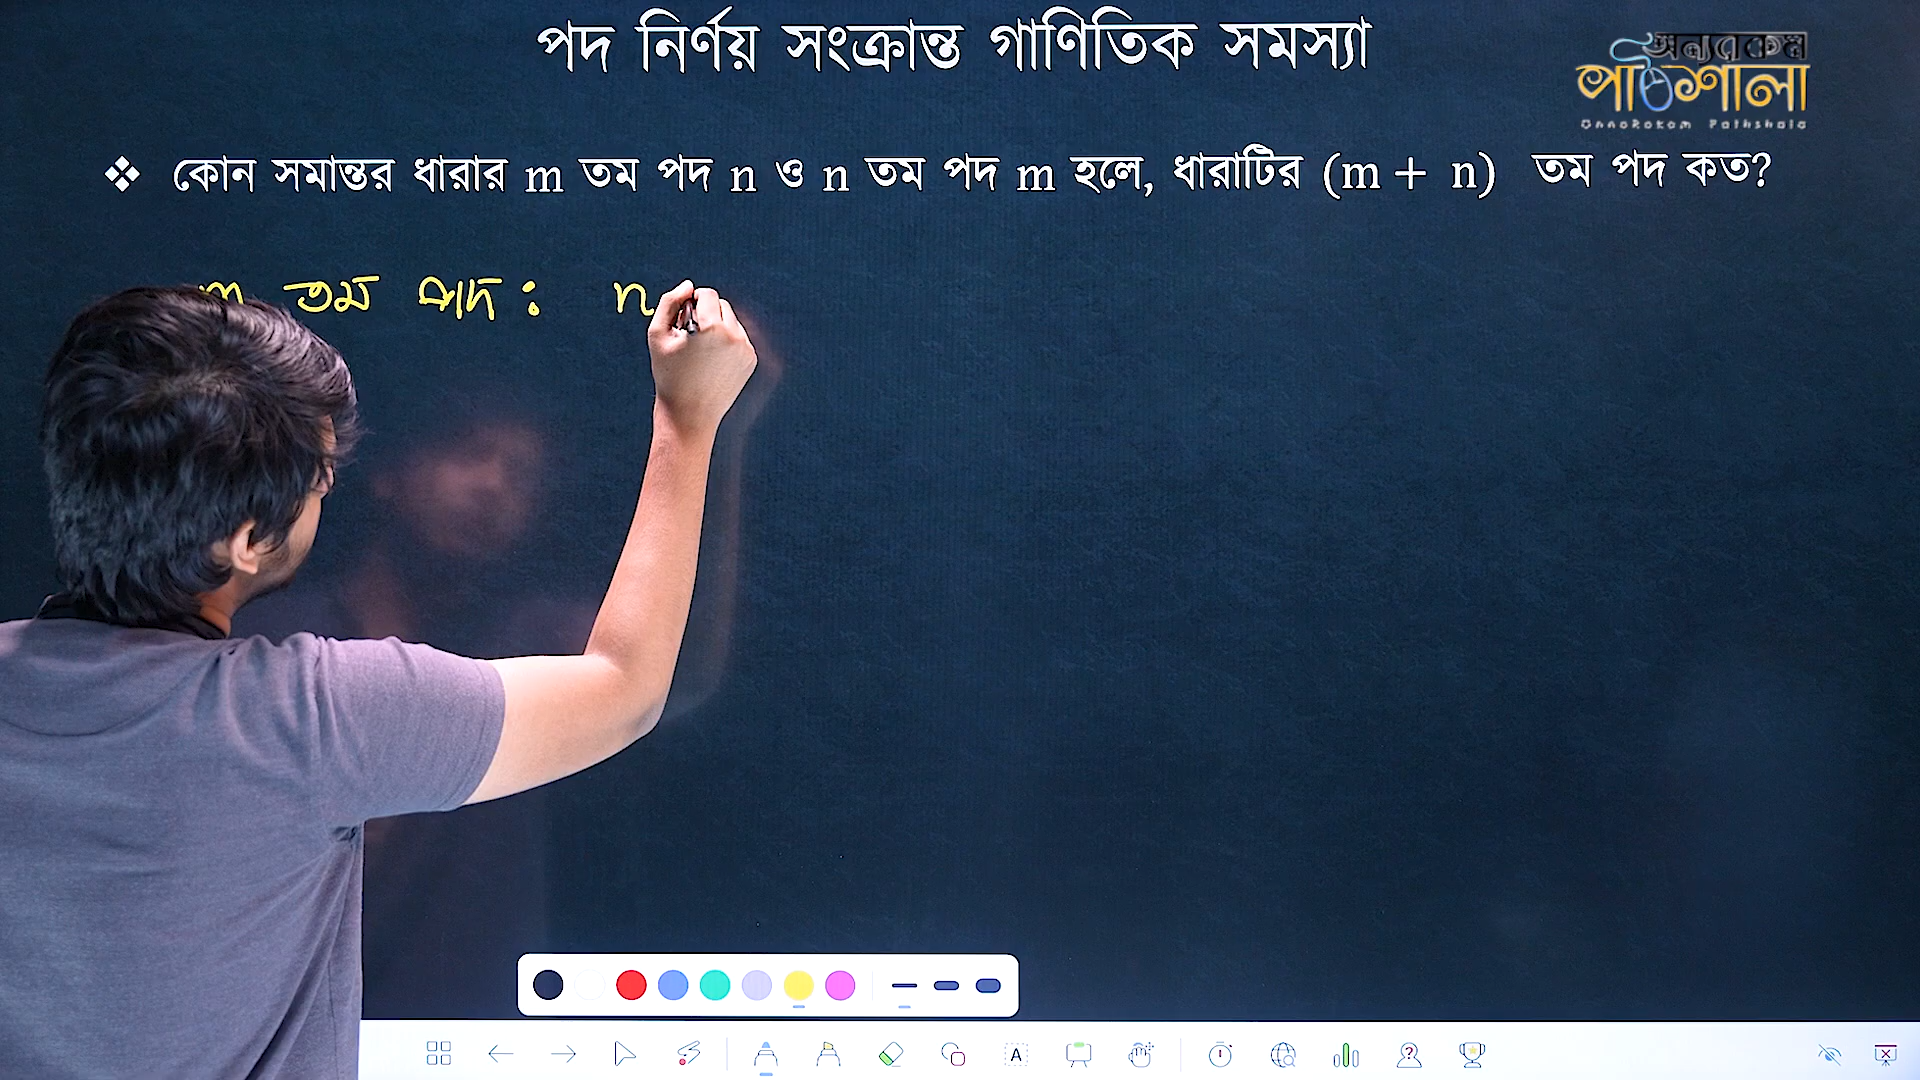 পদ নির্ণয় সংক্রান্ত গাণিতিক সমস্যা
অন্যরকম
পাঠশালা
OnnoRokom Pathshala
❖ কোন সমান্তর ধারার m তম পদ n ও n তম পদ m হলে, ধারাটির (m + n) তম পদ কত?
m তম পদ : n
A